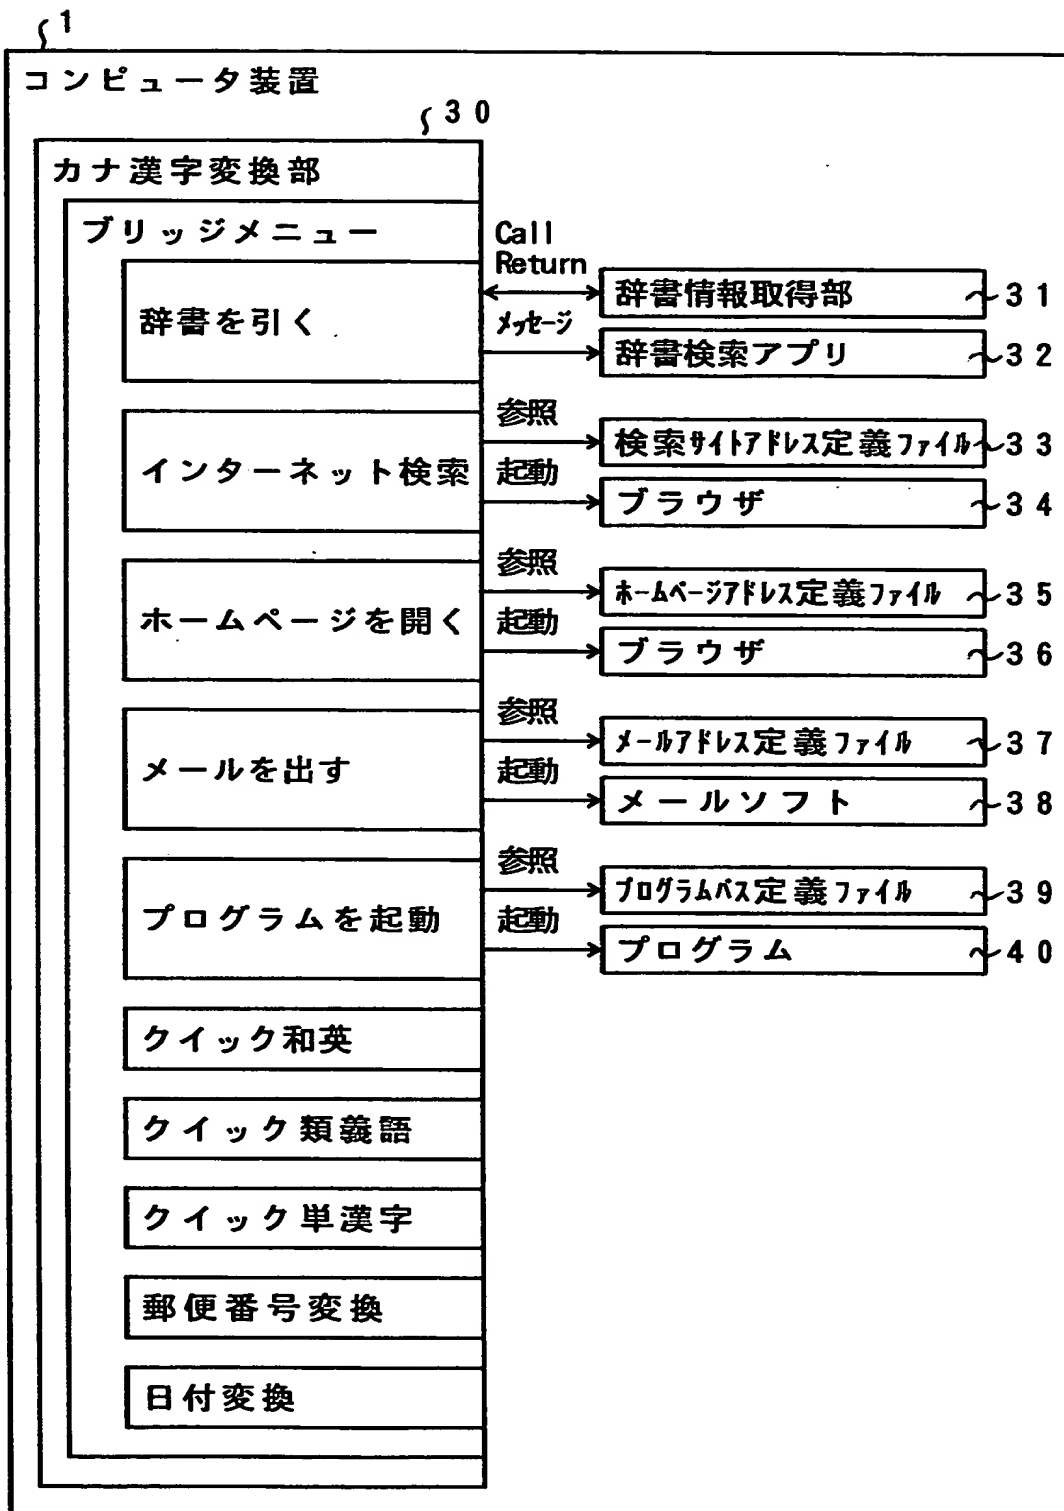 1
コンピュータ装置
30
カナ漢字変換部
ブリッジメニュー
Call
Return
辞書を引く
辞書情報取得部 31
メッセージ
辞書検索アプリ 32
参照
インターネット検索
検索サイトアドレス定義ファイル 33
起動
ブラウザ 34
参照
ホームページを開く
ホームページアドレス定義ファイル 35
起動
ブラウザ 36
参照
メールを出す
メールアドレス定義ファイル 37
起動
メールソフト 38
参照
プログラムを起動
プログラムパス定義ファイル 39
起動
プログラム 40
クイック和英
クイック類義語
クイック単漢字
郵便番号変換
日付変換